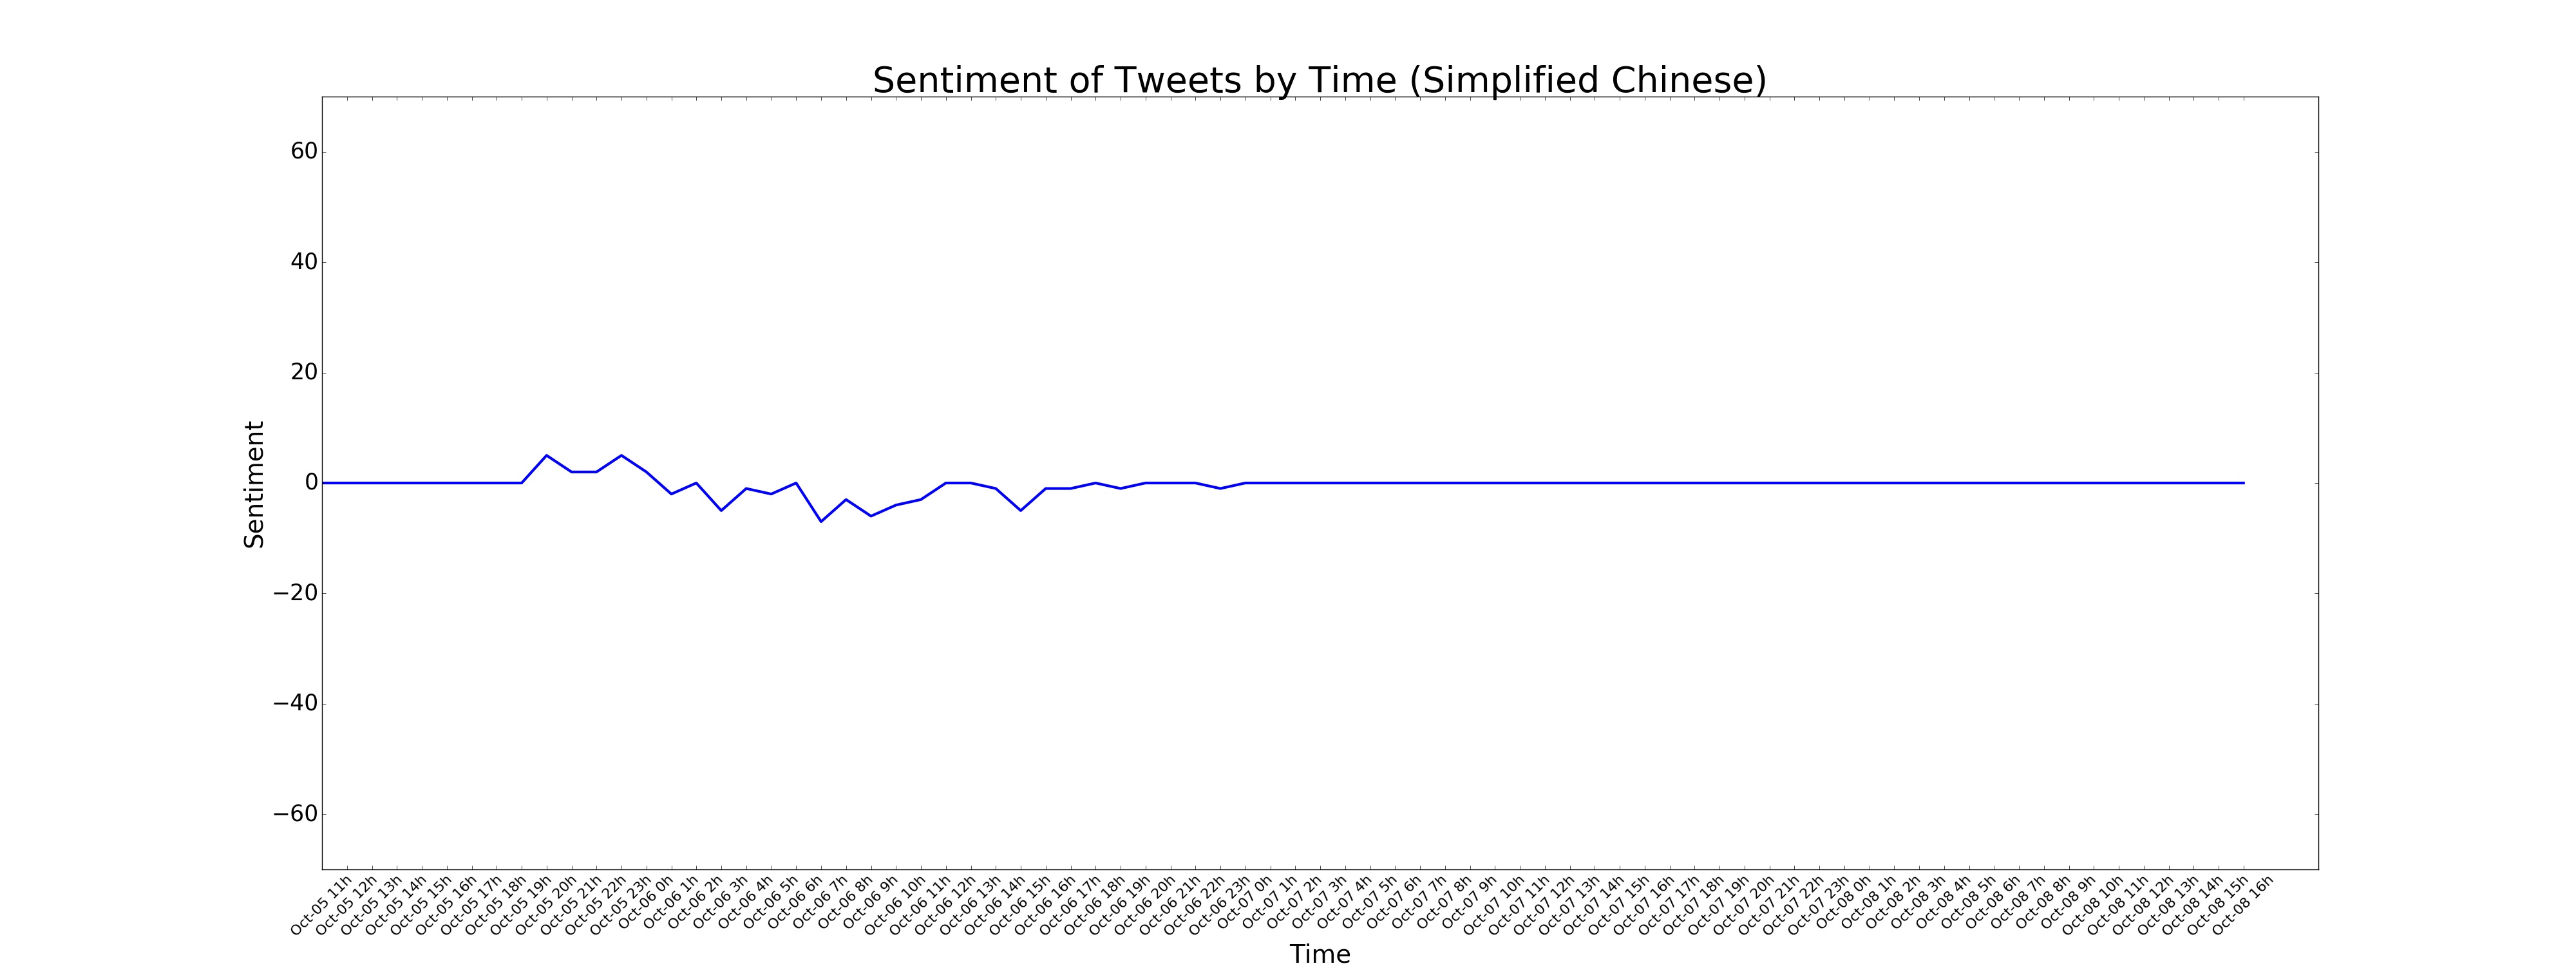 Sentiment of Tweets by Time (Simplified Chinese)
60
40
20
0
−20
−40
−60
Sentiment
Oct-05 11h
Oct-05 12h
Oct-05 13h
Oct-05 14h
Oct-05 15h
Oct-05 16h
Oct-05 17h
Oct-05 18h
Oct-05 19h
Oct-05 20h
Oct-05 21h
Oct-05 22h
Oct-05 23h
Oct-06 0h
Oct-06 1h
Oct-06 2h
Oct-06 3h
Oct-06 4h
Oct-06 5h
Oct-06 6h
Oct-06 7h
Oct-06 8h
Oct-06 9h
Oct-06 10h
Oct-06 11h
Oct-06 12h
Oct-06 13h
Oct-06 14h
Oct-06 15h
Oct-06 16h
Oct-06 17h
Oct-06 18h
Oct-06 19h
Oct-06 20h
Oct-06 21h
Oct-06 22h
Oct-06 23h
Oct-07 0h
Oct-07 1h
Oct-07 2h
Oct-07 3h
Oct-07 4h
Oct-07 5h
Oct-07 6h
Oct-07 7h
Oct-07 8h
Oct-07 9h
Oct-07 10h
Oct-07 11h
Oct-07 12h
Oct-07 13h
Oct-07 14h
Oct-07 15h
Oct-07 16h
Oct-07 17h
Oct-07 18h
Oct-07 19h
Oct-07 20h
Oct-07 21h
Oct-07 22h
Oct-07 23h
Oct-08 0h
Oct-08 1h
Oct-08 2h
Oct-08 3h
Oct-08 4h
Oct-08 5h
Oct-08 6h
Oct-08 7h
Oct-08 8h
Oct-08 9h
Oct-08 10h
Oct-08 11h
Oct-08 12h
Oct-08 13h
Oct-08 14h
Oct-08 15h
Oct-08 16h
Time